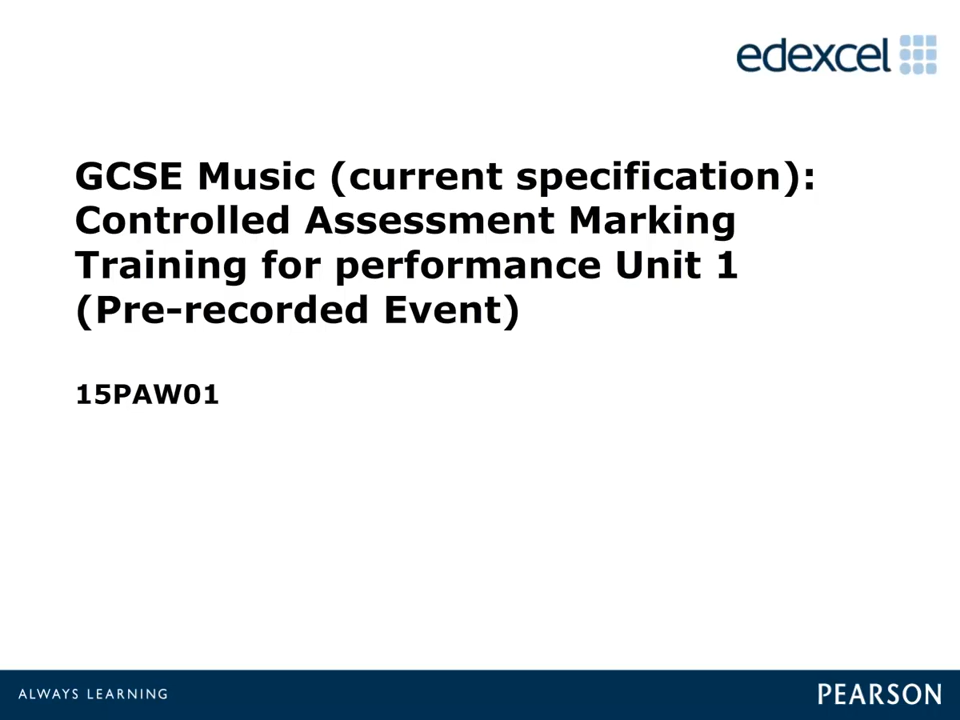 edexcel
GCSE Music (current specification):
Controlled Assessment Marking
Training for performance Unit 1
(Pre-recorded Event)
15PAW01
ALWAYS LEARNING
PEARSON